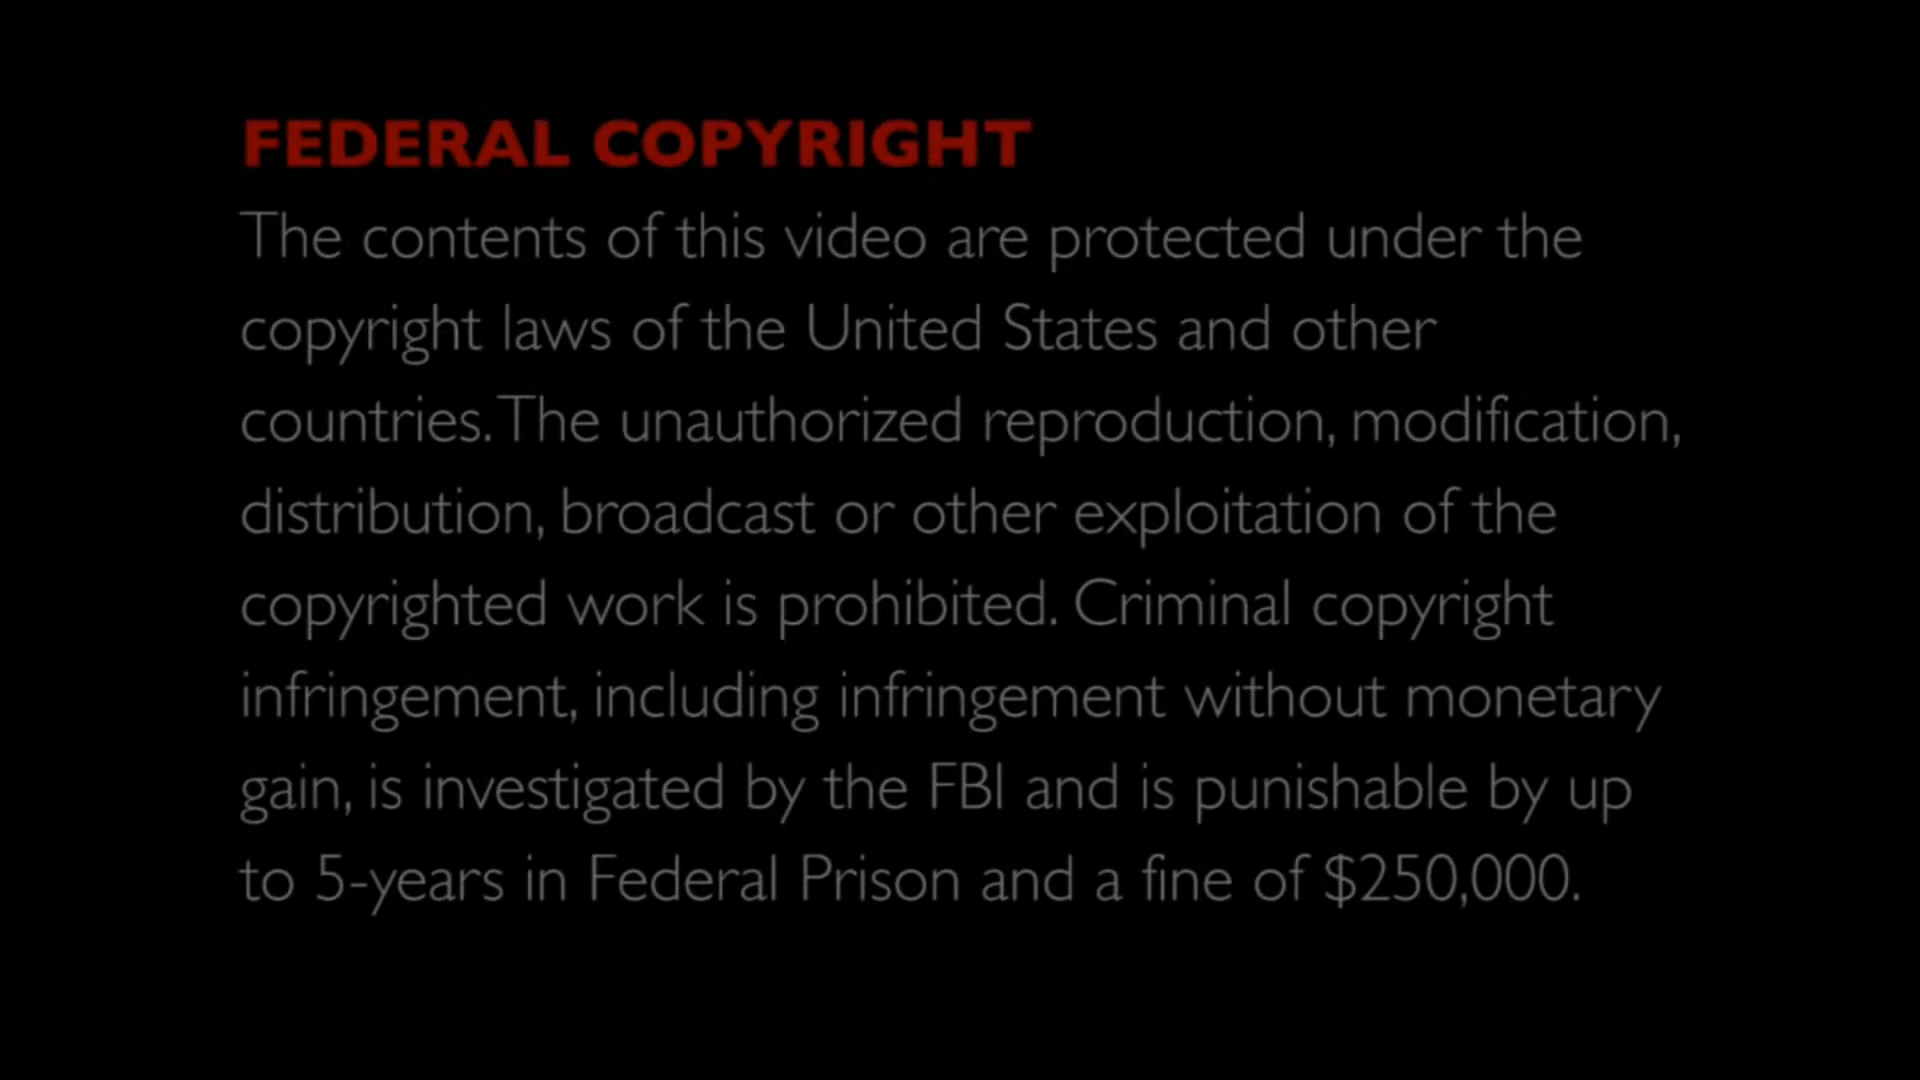 FEDERAL COPYRIGHT
The contents of this video are protected under the
copyright laws of the United States and other
countries. The unauthorized reproduction, modification,
distribution, broadcast or other exploitation of the
copyrighted work is prohibited. Criminal copyright
infringement, including infringement without monetary
gain, is investigated by the FBI and is punishable by up
to 5-years in Federal Prison and a fine of $250,000.